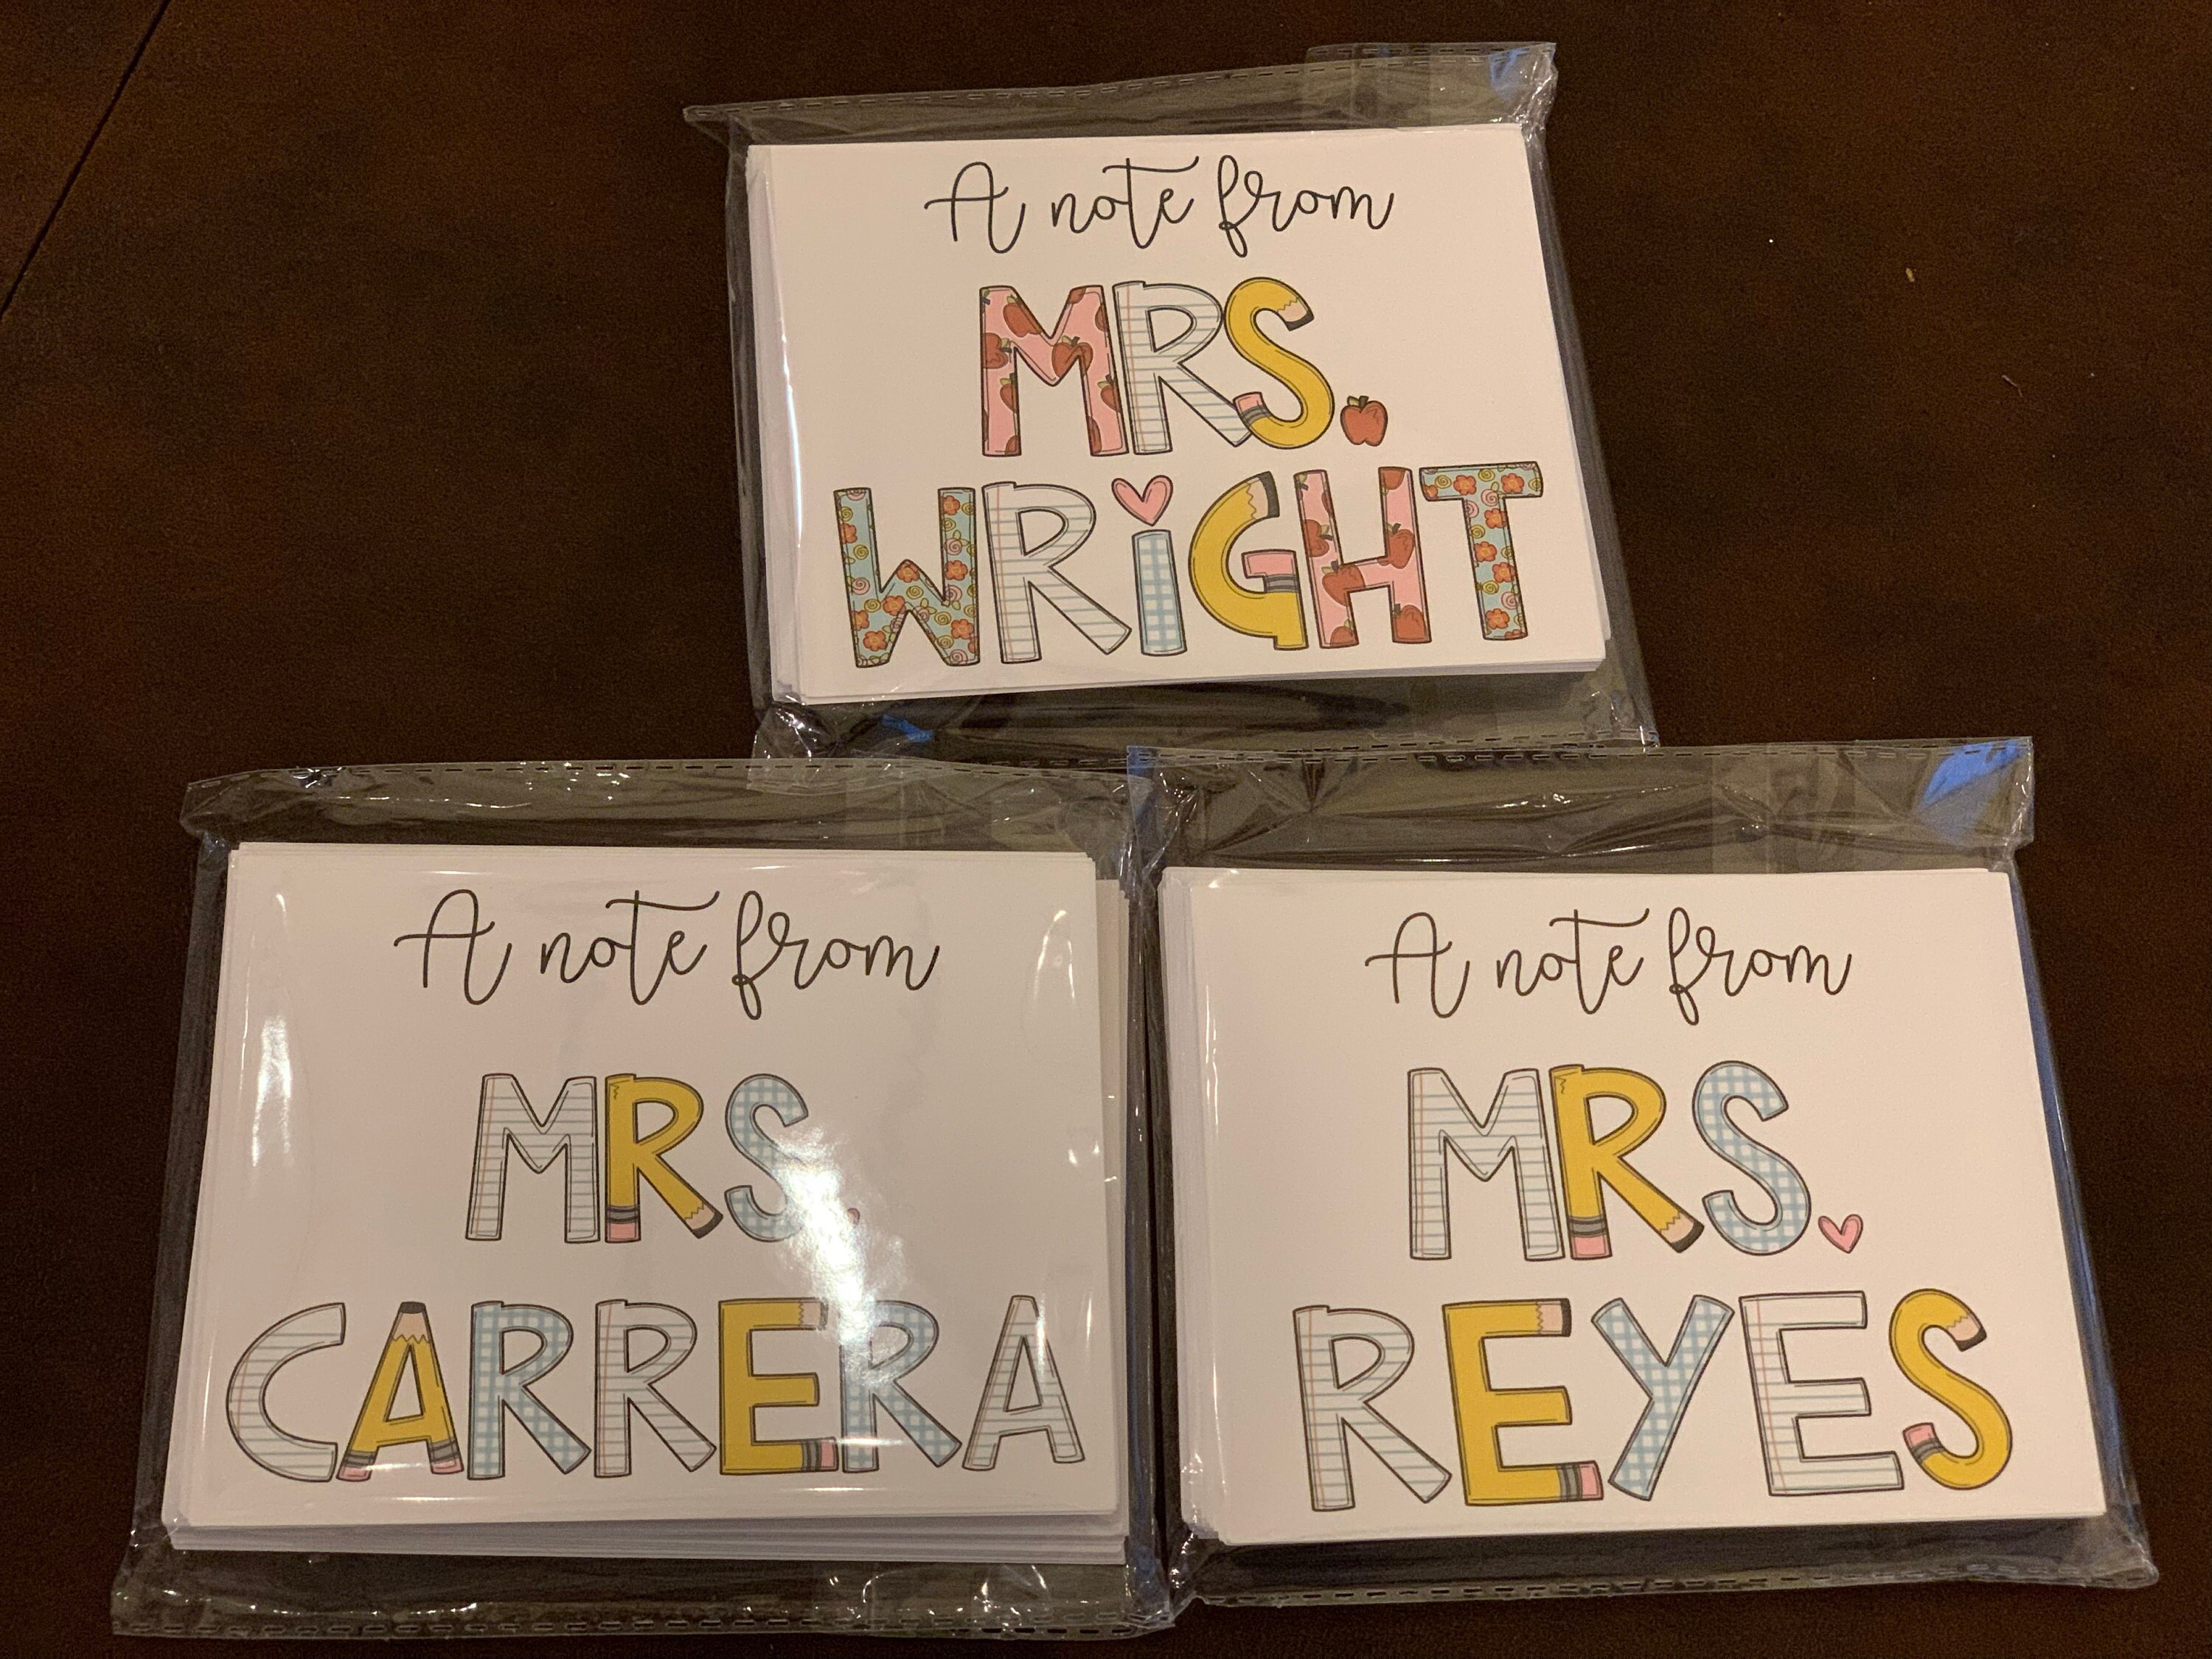 A note from
MRS.
WRiGHT
A note from
MRS.
CARRERA
A note from
MRS.
REYES